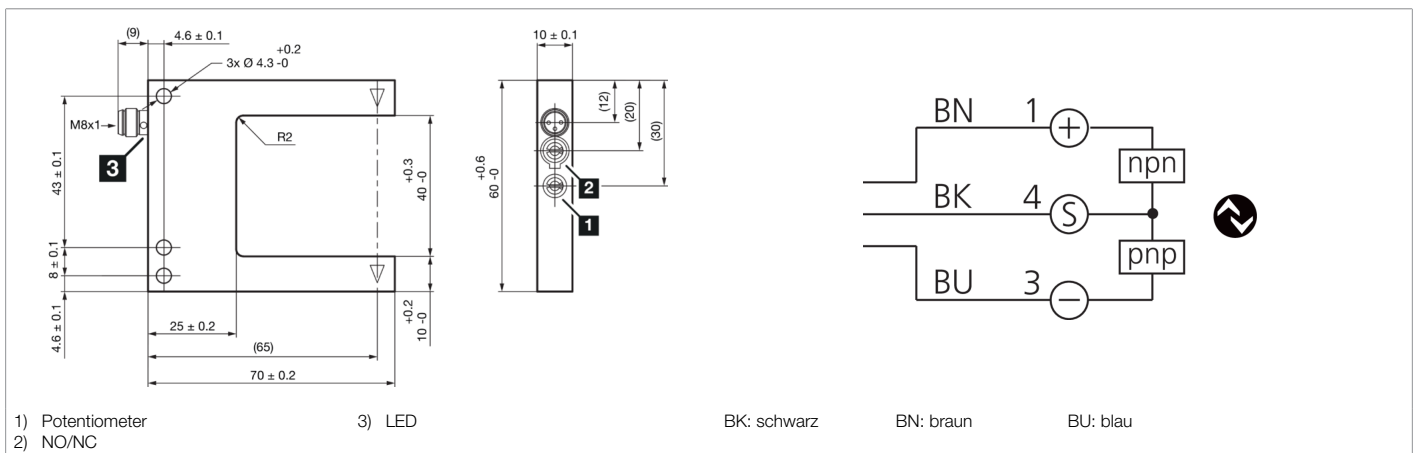 (9)
4.6 ± 0.1
+0.2
3x Ø 4.3 -0
M8x1
3
R2
43 ± 0.1
8 ± 0.1
4.6 ± 0.1
+0.3
40 -0
+0.2
10 -0
25 ± 0.2
(65)
70 ± 0.2
10 ± 0.1
(12)
(20)
(30)
+0.6
60 -0
2
1
BN 1 +
npn
BK 4 S
pnp
BU 3 −
1) Potentiometer
2) NO/NC
3) LED
BK: schwarz
BN: braun
BU: blau